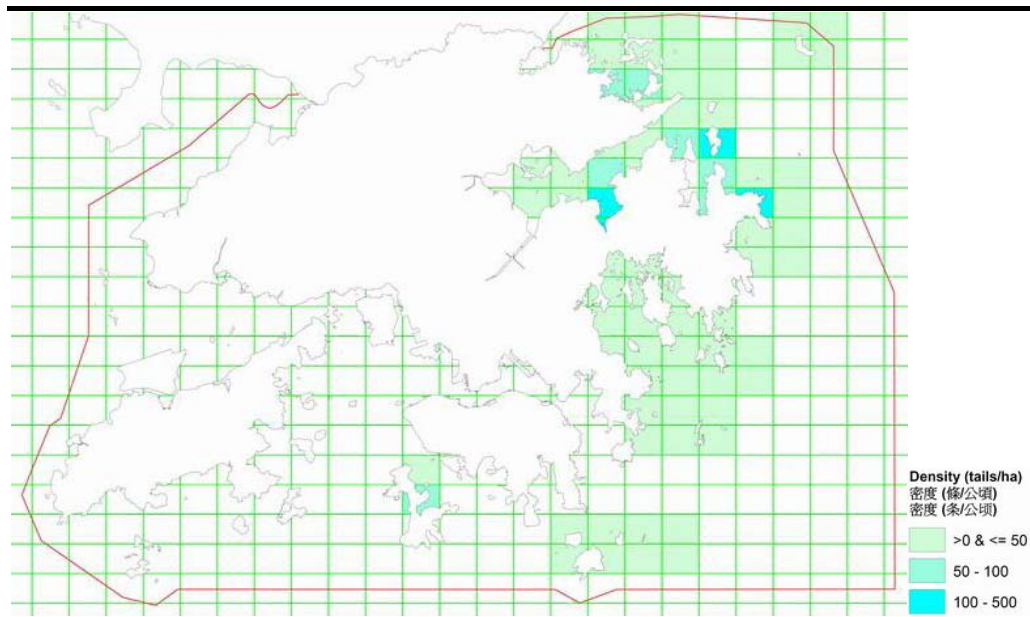 Density (tails/ha)
密度 (條/公頃)
密度 (条/公顷)
>0 & <= 50
50 - 100
100 - 500